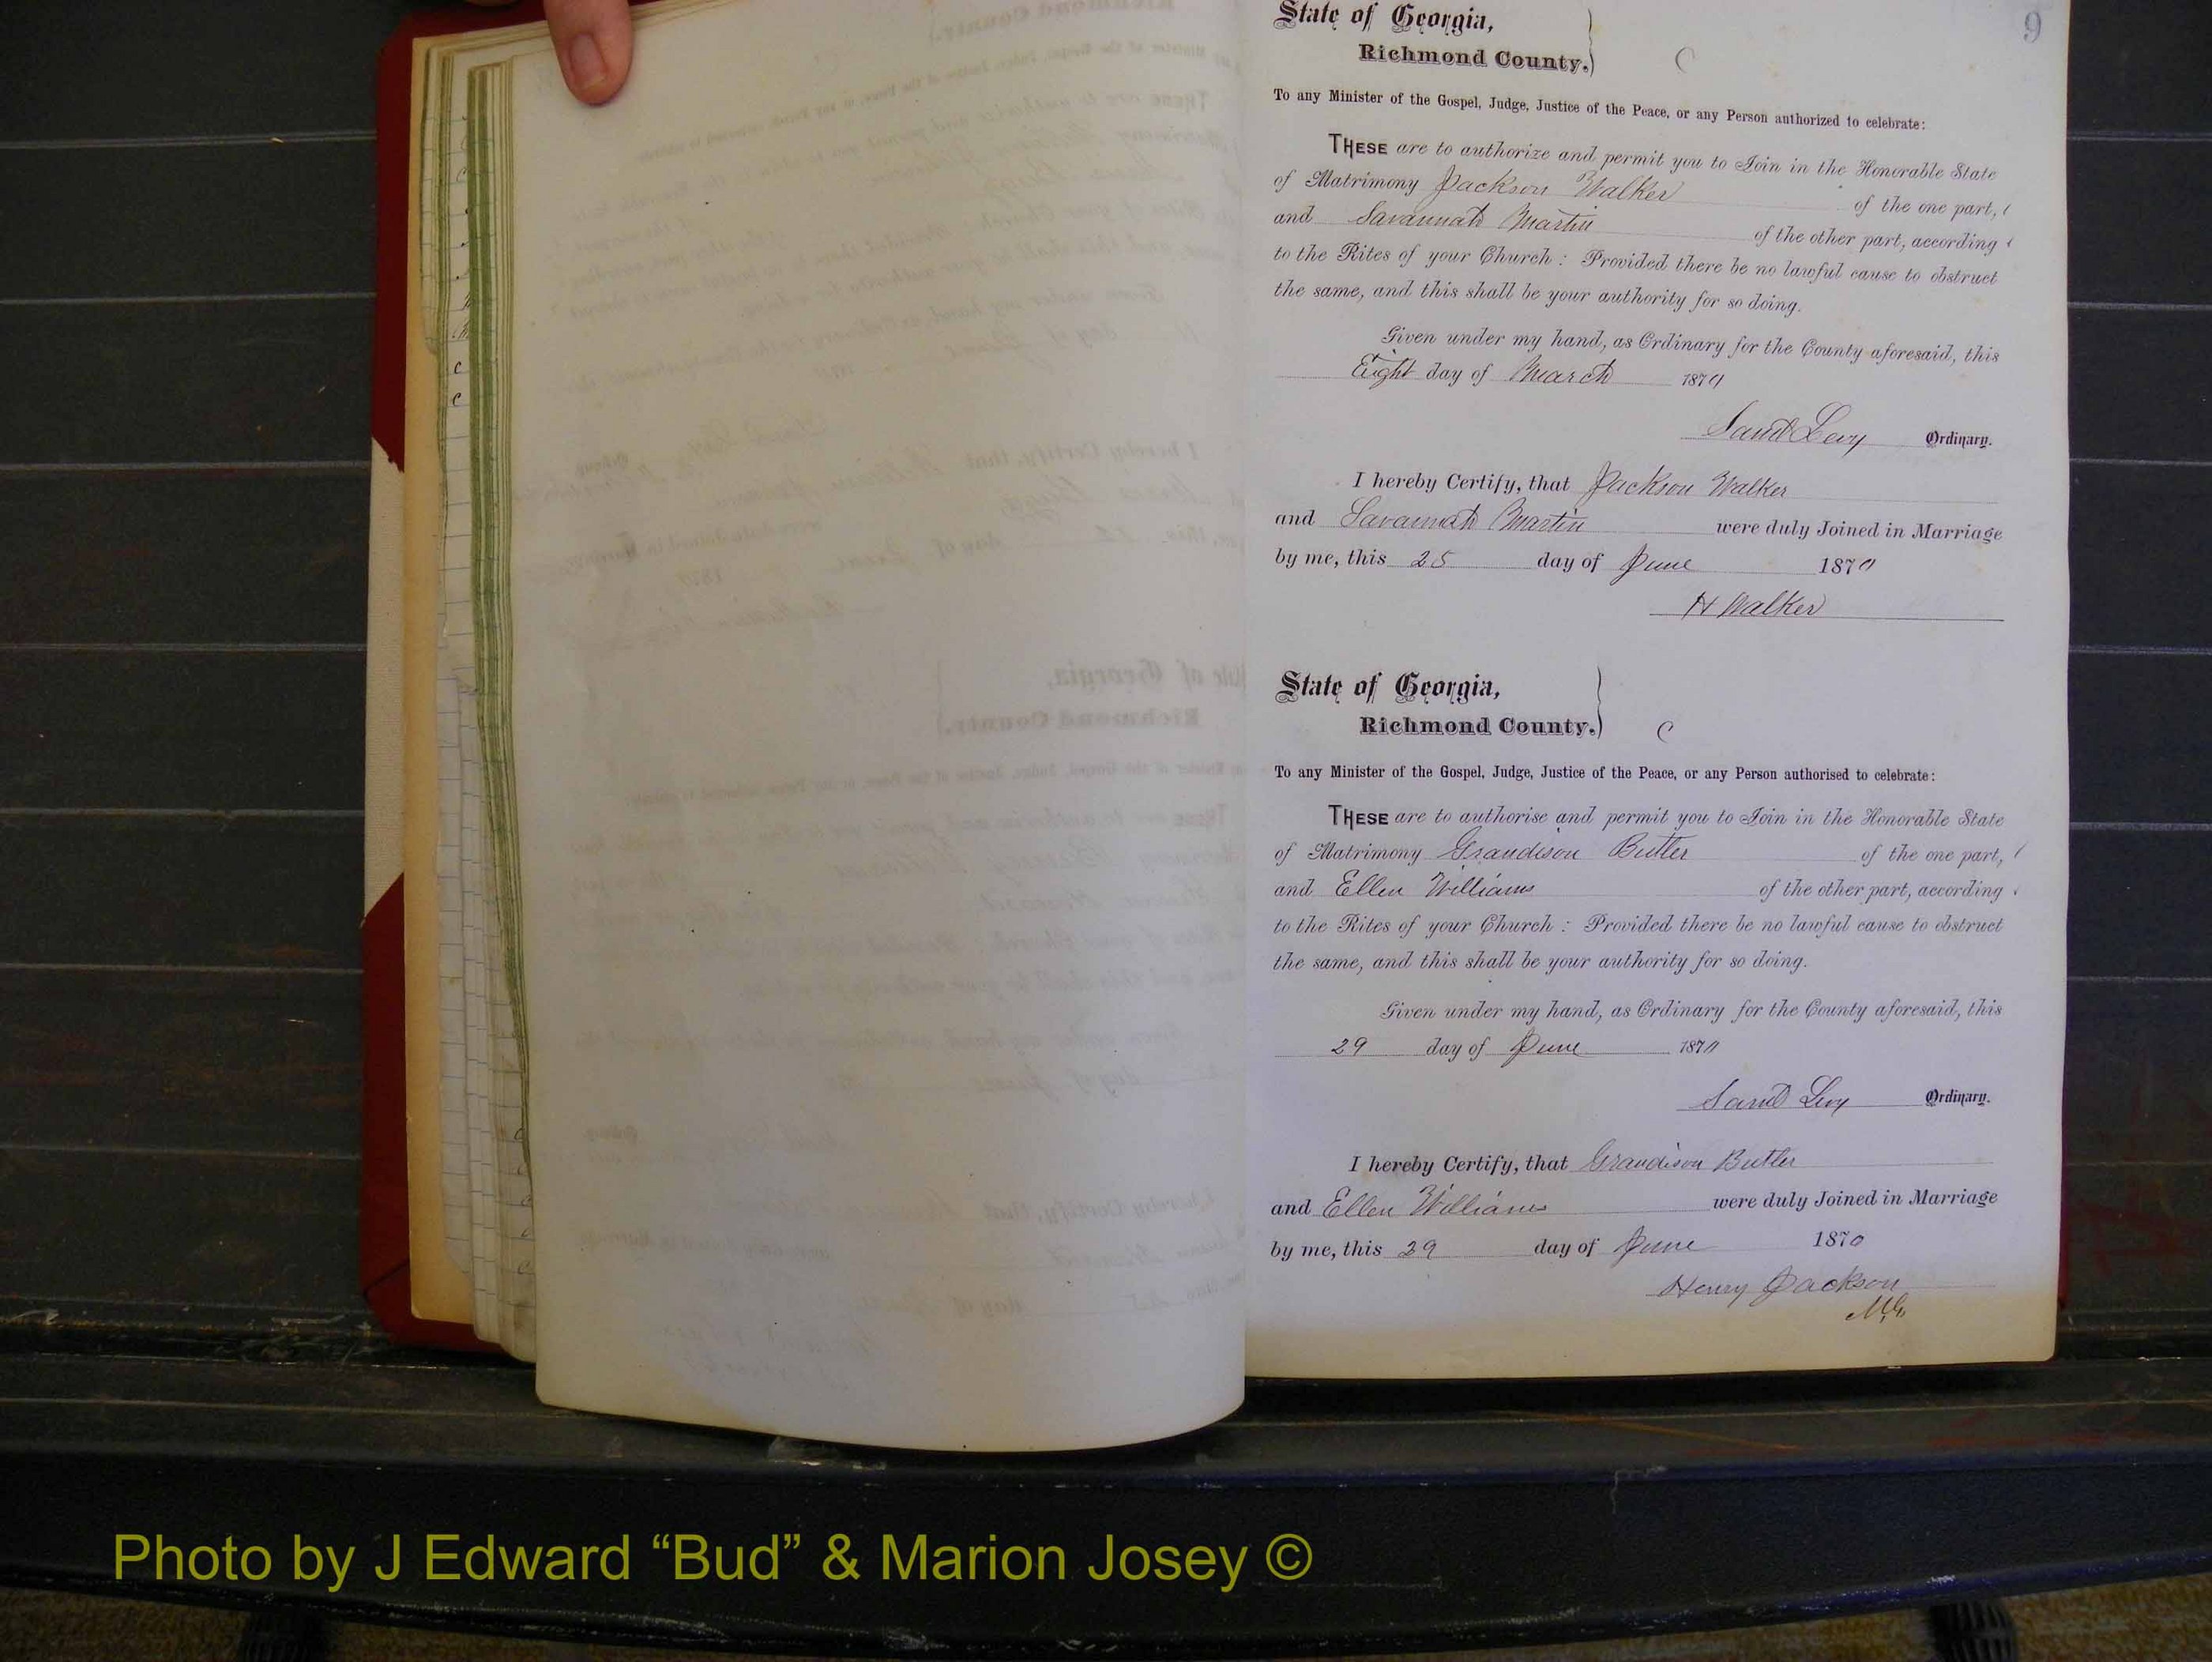 9
State of Georgia,
Richmond County. } C
To any Minister of the Gospel, Judge, Justice of the Peace, or any Person authorized to celebrate:
THESE are to authorize and permit you to Join in the Honorable State
of Matrimony Jackson Walker of the one part,
and Savannah Martin of the other part, according
to the Rites of your Church : Provided there be no lawful cause to obstruct
the same, and this shall be your authority for so doing.
Given under my hand, as Ordinary for the County aforesaid, this
Eight day of March 1870
Saml Levy Ordinary.
I hereby Certify, that Jackson Walker
and Savannah Martin were duly Joined in Marriage
by me, this 25 day of June 1870
H Walker
State of Georgia,
Richmond County. } C
To any Minister of the Gospel, Judge, Justice of the Peace, or any Person authorised to celebrate:
THESE are to authorise and permit you to Join in the Honorable State
of Matrimony Grandison Butler of the one part,
and Ellen Williams of the other part, according
to the Rites of your Church : Provided there be no lawful cause to obstruct
the same, and this shall be your authority for so doing.
Given under my hand, as Ordinary for the County aforesaid, this
29 day of June 1870
Saml Levy Ordinary.
I hereby Certify, that Grandison Butler
and Ellen Williams were duly Joined in Marriage
by me, this 29 day of June 1870
Henry Jackson
M.G.
Photo by J Edward “Bud” & Marion Josey ©